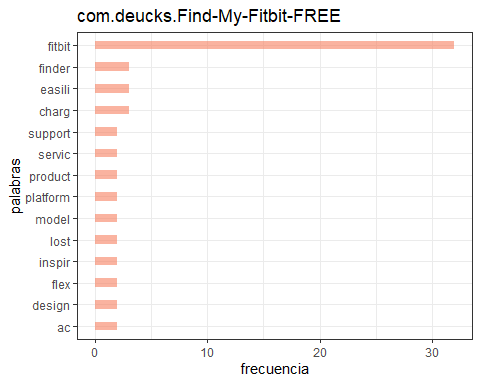 com.deucks.Find-My-Fitbit-FREE
palabras
fitbit
finder
easili
charg
support
servic
product
platform
model
lost
inspir
flex
design
ac
0 10 20 30
frecuencia